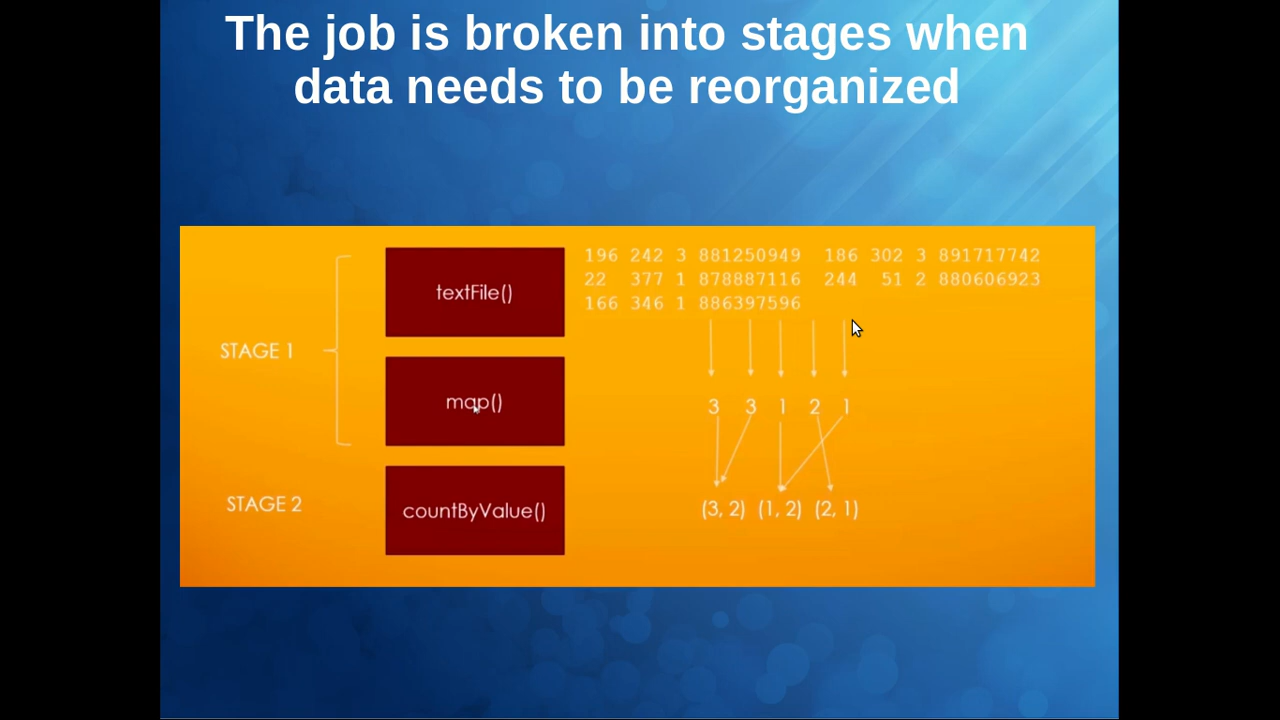 The job is broken into stages when
data needs to be reorganized
196 242 3 881250949 186 302 3 891717742
textFile()
22 377 1 878887116 244 51 2 880606923
166 346 1 886397596
STAGE 1
map()
3 3 1 2 1
STAGE 2
countByValue()
(3, 2) (1, 2) (2, 1)